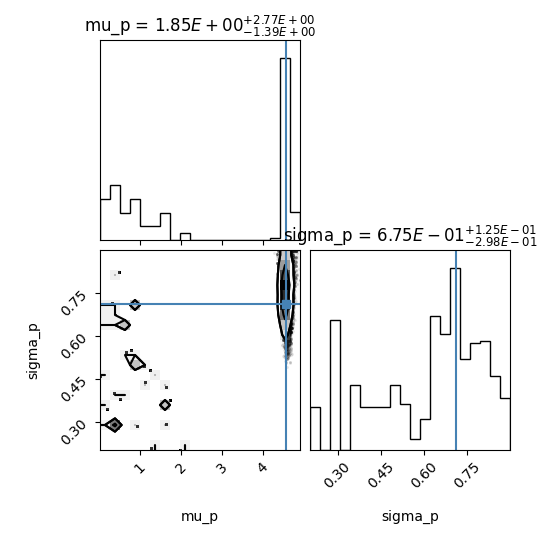 mu_p = 1.85E+00 +2.77E+00 −1.39E+00
sigma_p = 6.75E−01 +1.25E−01 −2.98E−01
0.75
0.60
0.45
0.30
sigma_p
1 2 3 4
mu_p
0.30 0.45 0.60 0.75
sigma_p